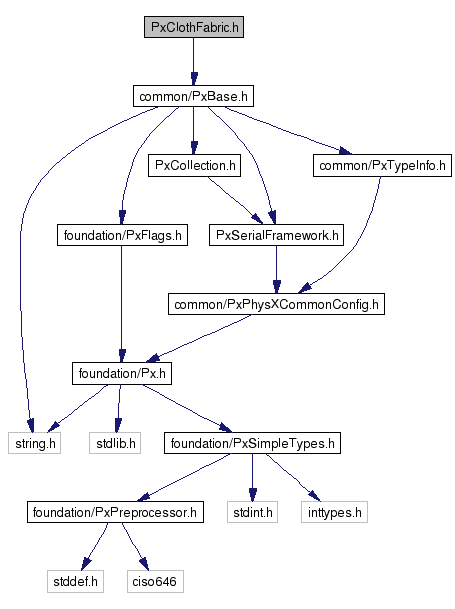 PxClothFabric.h
common/PxBase.h
PxCollection.h
common/PxTypeInfo.h
foundation/PxFlags.h
PxSerialFramework.h
common/PxPhysXCommonConfig.h
foundation/Px.h
string.h
stdlib.h
foundation/PxSimpleTypes.h
foundation/PxPreprocessor.h
stdint.h
inttypes.h
stddef.h
ciso646